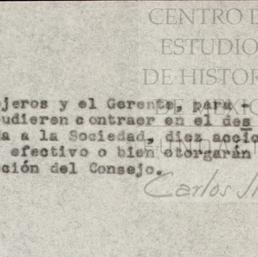 CENTRO D
ESTUDIO
DE HISTOR
jeros y el Gerente, para -
udieren contraer en el des
a a la Sociedad, diez accio
efectivo o bien otorgarán
ción del Consejo.
Carlos